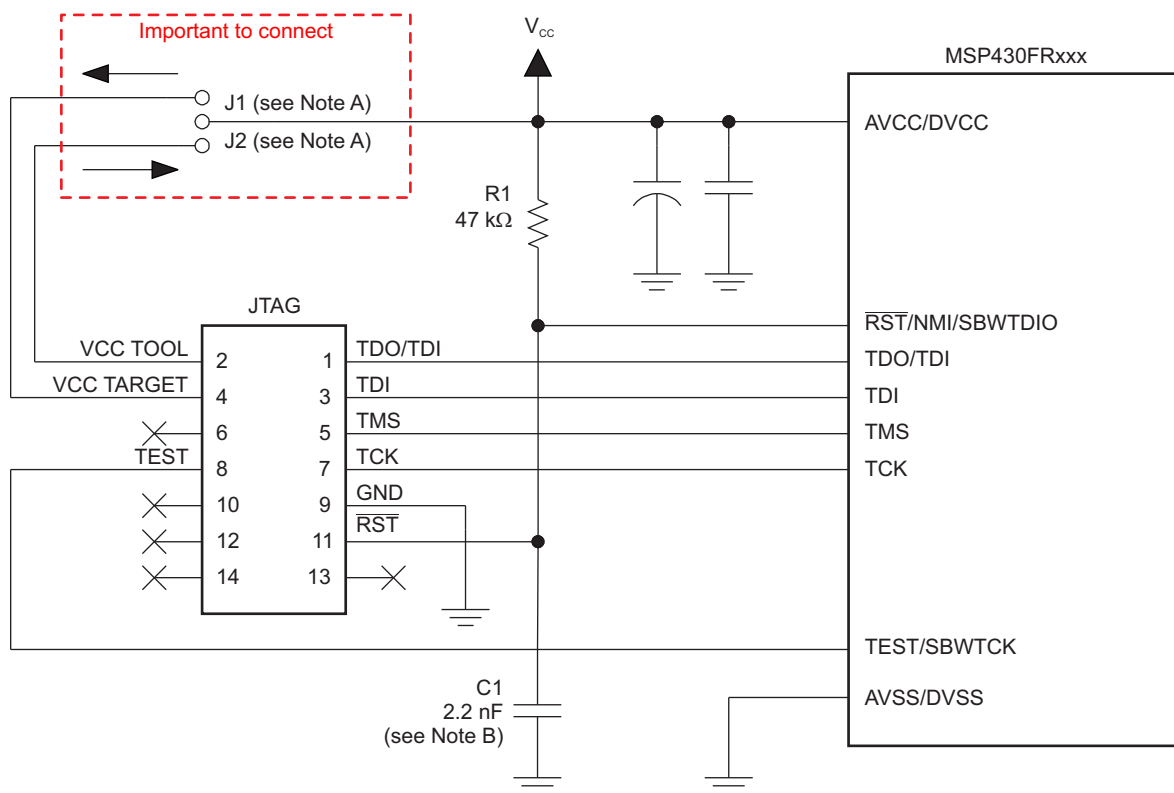 Important to connect
V_CC
MSP430FRxxx
J1 (see Note A)
J2 (see Note A)
AVCC/DVCC
R1
47 kΩ
JTAG
R̅S̅T̅/NMI/SBWTDIO
VCC TOOL
2
1
TDO/TDI
TDO/TDI
VCC TARGET
4
3
TDI
TDI
6
5
TMS
TMS
TEST
8
7
TCK
TCK
10
9
GND
12
11
R̅S̅T̅
14
13
TEST/SBWTCK
C1
2.2 nF
(see Note B)
AVSS/DVSS